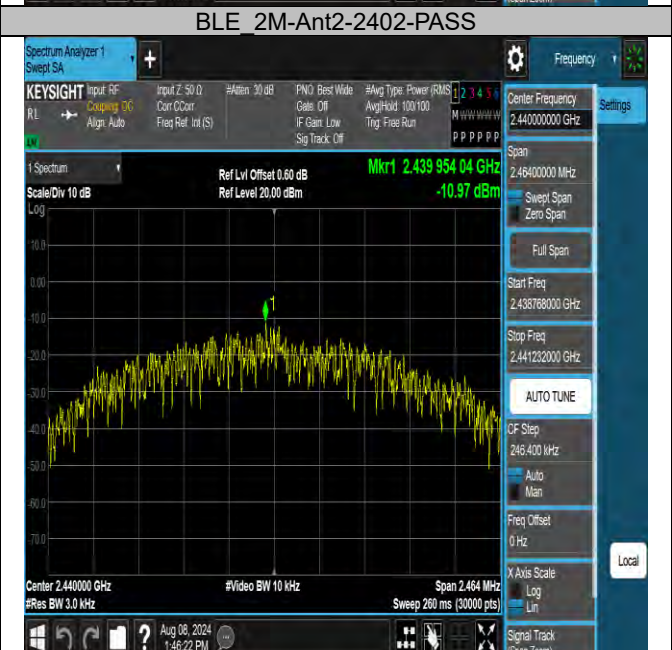 BLE_2M-Ant2-2402-PASS
Spectrum Analyzer 1
Swept SA
+
Frequency
KEYSIGHT
RL
Input: RF
Coupling: DC
Align: Auto
Input Z: 50 Ω
Corr CCorr
Freq Ref: Int (S)
#Atten: 30 dB
PNO: Best Wide
Gate: Off
IF Gain: Low
Sig Track: Off
#Avg Type: Power (RMS
Avg|Hold: 100/100
Trig: Free Run
1 2 3 4 5 6
M W W W W W
P P P P P P
Center Frequency
2.440000000 GHz
Settings
Span
2.46400000 MHz
Swept Span
Zero Span
Full Span
Start Freq
2.438768000 GHz
Stop Freq
2.441232000 GHz
AUTO TUNE
CF Step
246.400 kHz
Auto
Man
Freq Offset
0 Hz
X Axis Scale
Log
Lin
Local
Signal Track
1 Spectrum
Scale/Div 10 dB
Log
Ref Lvl Offset 0.60 dB
Ref Level 20.00 dBm
Mkr1 2.439 954 04 GHz
-10.97 dBm
10.0
0.00
-10.0
-20.0
-30.0
-40.0
-50.0
-60.0
-70.0
1
Center 2.440000 GHz
#Video BW 10 kHz
Span 2.464 MHz
#Res BW 3.0 kHz
Sweep 260 ms (30000 pts)
?
Aug 08, 2024
1:46:22 PM